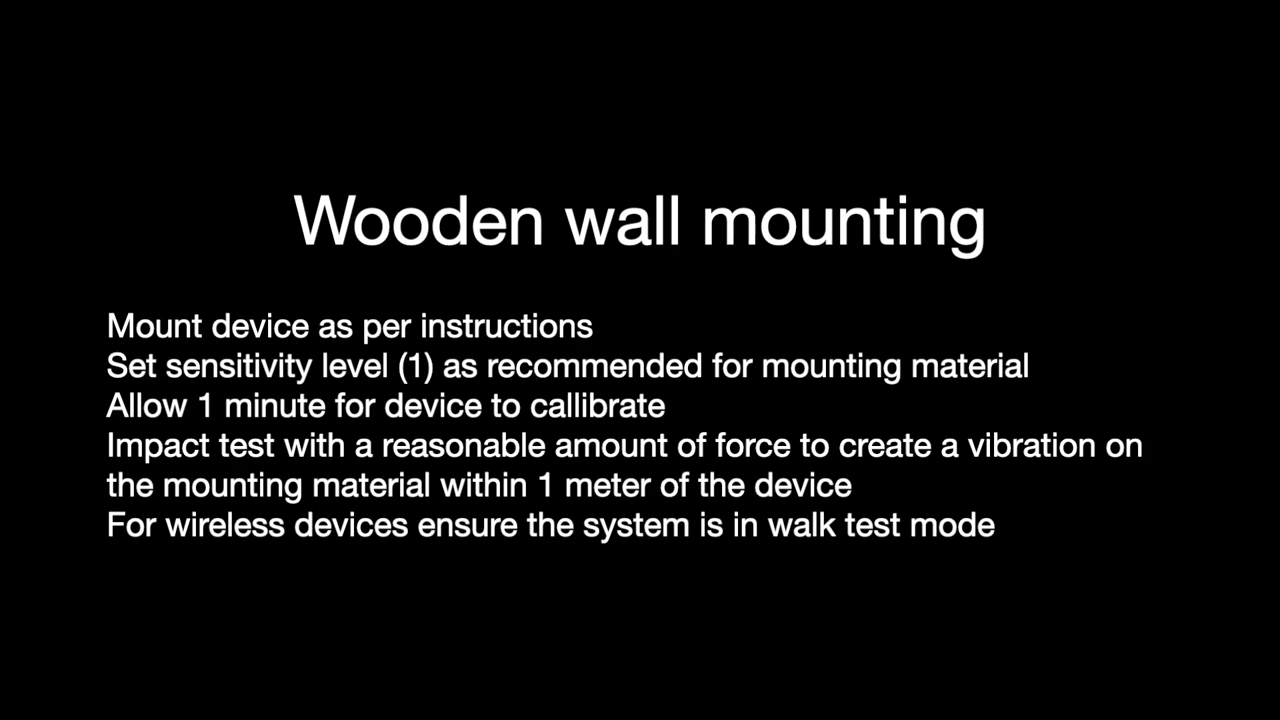 Wooden wall mounting
Mount device as per instructions
Set sensitivity level (1) as recommended for mounting material
Allow 1 minute for device to callibrate
Impact test with a reasonable amount of force to create a vibration on
the mounting material within 1 meter of the device
For wireless devices ensure the system is in walk test mode